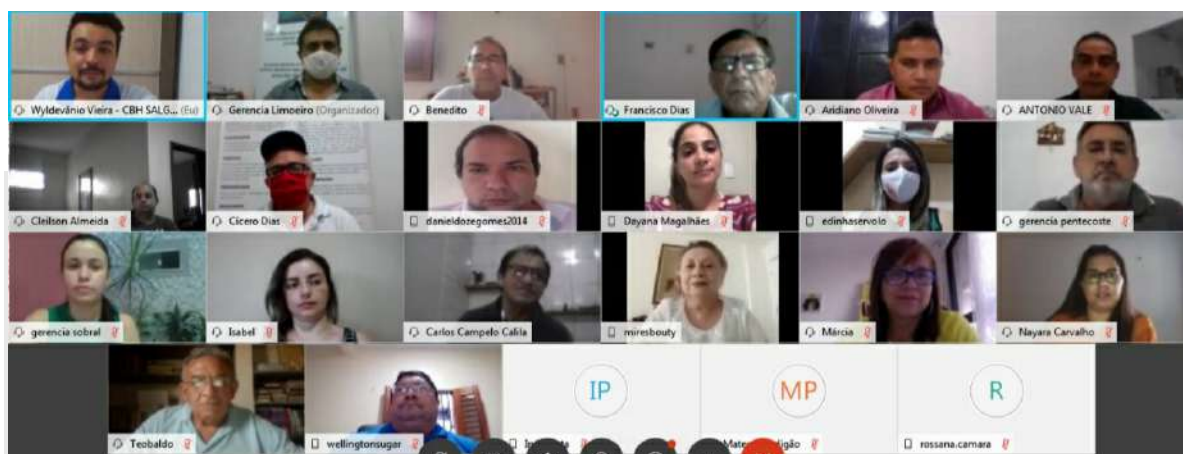 Wyldevânio Vieira - CBH SALG... (Eu)
Gerencia Limoeiro (Organizador)
Benedito
Francisco Dias
Aridiano Oliveira
ANTONIO VALE
Cleilson Almeida
Cícero Dias
danieldozegomes2014
Dayana Magalhães
edinhaservolo
gerencia pentecoste
gerencia sobral
Isabel
Carlos Campelo Calila
miresbouty
Márcia
Nayara Carvalho
IP
MP
R
Teobaldo
wellingtonsugar
rossana.camara